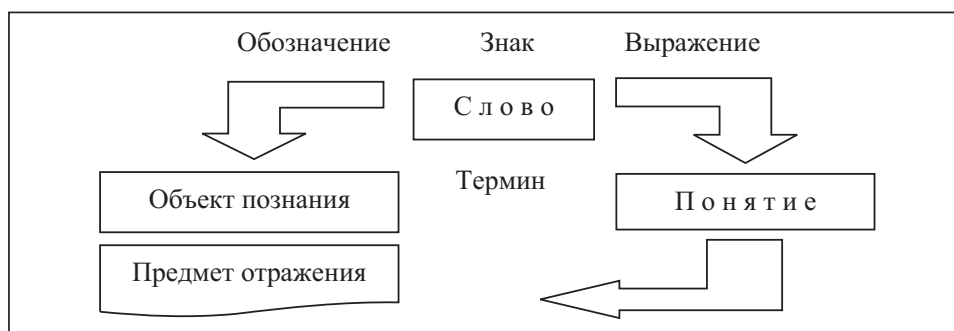 Обозначение Знак Выражение
С л о в о
Термин
Объект познания П о н я т и е
Предмет отражения